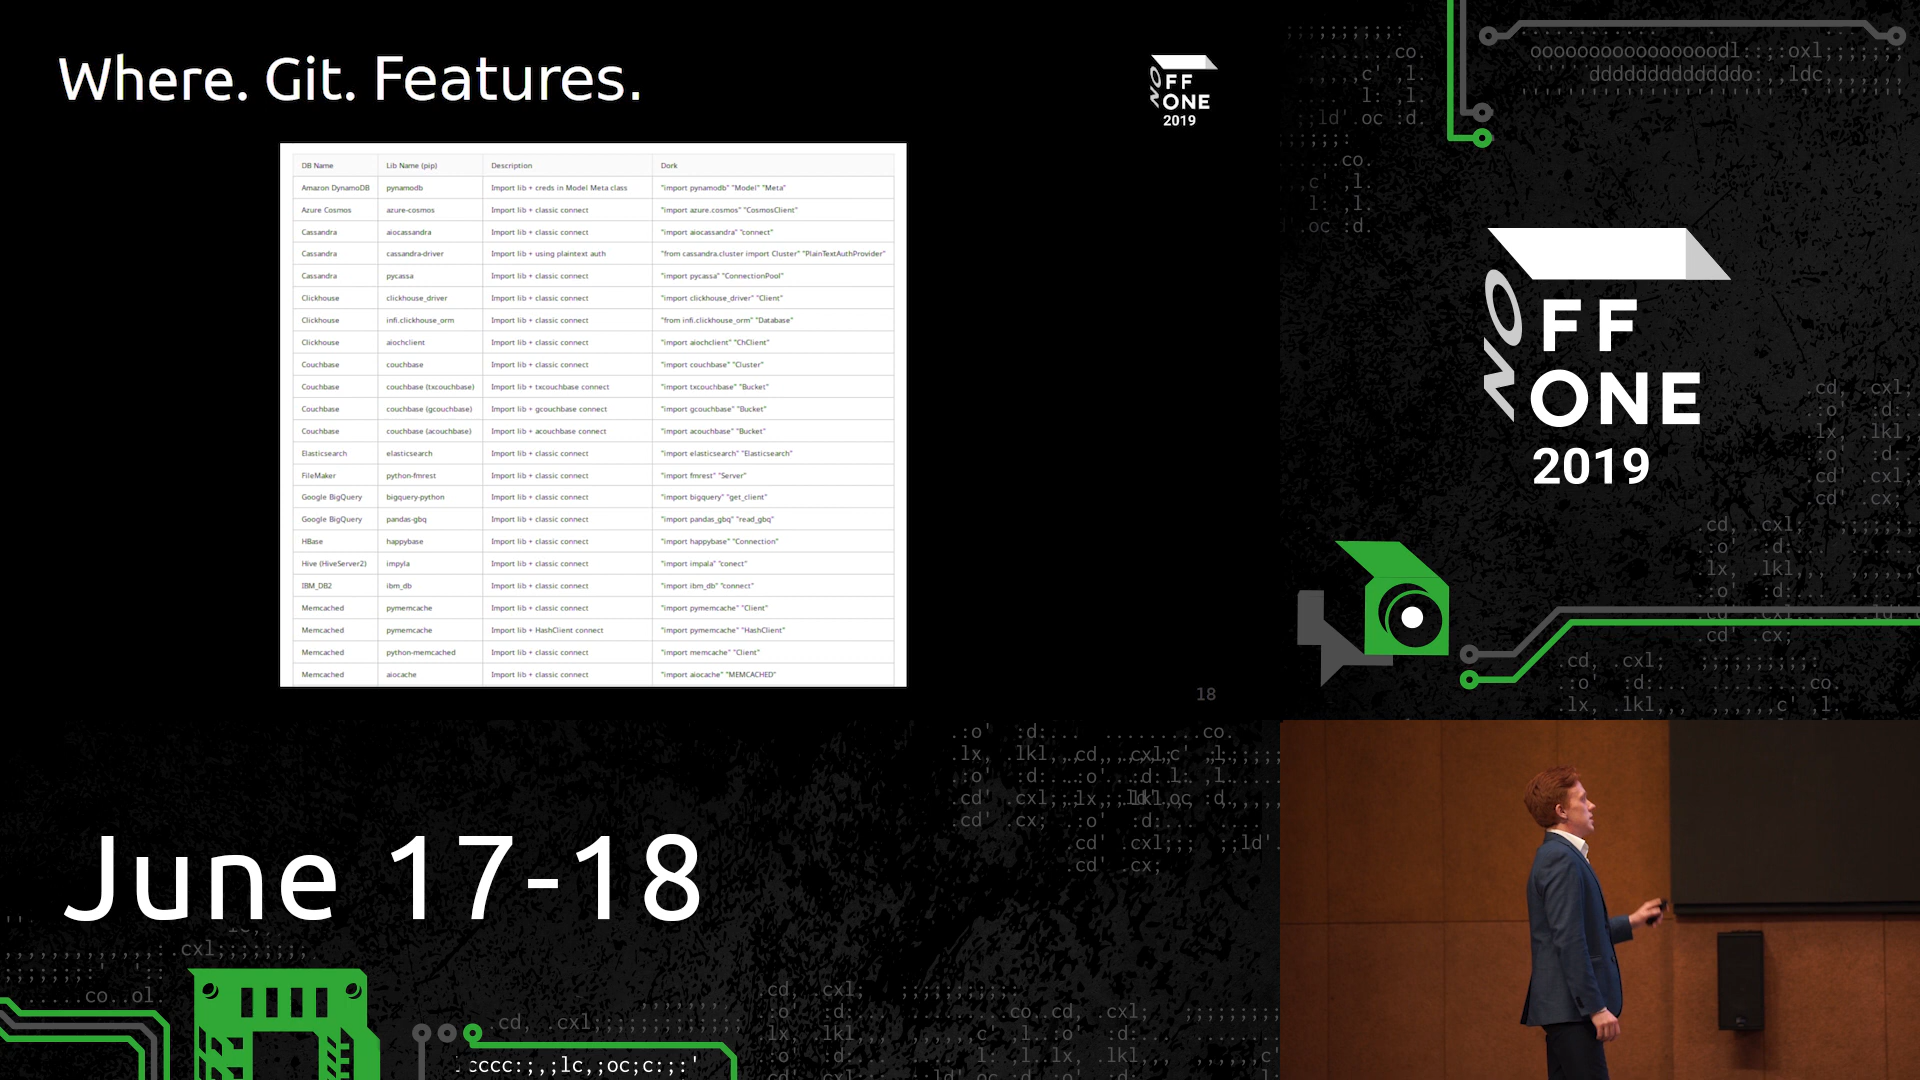 Where. Git. Features.
OFF
NO
ONE
2019
DB Name Lib Name (pip) Description Dork
Amazon DynamoDB pynamodb Import lib + creds in Model Meta class "import pynamodb" "Model" "Meta"
Azure Cosmos azure-cosmos Import lib + classic connect "import azure.cosmos" "CosmosClient"
Cassandra aiocassandra Import lib + classic connect "import aiocassandra" "connect"
Cassandra cassandra-driver Import lib + using plaintext auth "from cassandra.cluster import Cluster" "PlainTextAuthProvider"
Cassandra pycassa Import lib + classic connect "import pycassa" "ConnectionPool"
Clickhouse clickhouse_driver Import lib + classic connect "import clickhouse_driver" "Client"
Clickhouse infi.clickhouse_orm Import lib + classic connect "from infi.clickhouse_orm" "Database"
Clickhouse aiochclient Import lib + classic connect "import aiochclient" "ChClient"
Couchbase couchbase Import lib + classic connect "import couchbase" "Cluster"
Couchbase couchbase (txcouchbase) Import lib + txcouchbase connect "import txcouchbase" "Bucket"
Couchbase couchbase (gcouchbase) Import lib + gcouchbase connect "import gcouchbase" "Bucket"
Couchbase couchbase (acouchbase) Import lib + acouchbase connect "import acouchbase" "Bucket"
Elasticsearch elasticsearch Import lib + classic connect "import elasticsearch" "Elasticsearch"
FileMaker python-fmrest Import lib + classic connect "import fmrest" "Server"
Google BigQuery bigquery-python Import lib + classic connect "import bigquery" "get_client"
Google BigQuery pandas-gbq Import lib + classic connect "import pandas_gbq" "read_gbq"
HBase happybase Import lib + classic connect "import happybase" "Connection"
Hive (HiveServer2) impyla Import lib + classic connect "import impala" "conect"
IBM_DB2 ibm_db Import lib + classic connect "import ibm_db" "connect"
Memcached pymemcache Import lib + classic connect "import pymemcache" "Client"
Memcached pymemcache Import lib + HashClient connect "import pymemcache" "HashClient"
Memcached python-memcached Import lib + classic connect "import memcache" "Client"
Memcached aiocache Import lib + classic connect "import aiocache" "MEMCACHED"
18
OFF
NO
ONE
2019
June 17-18